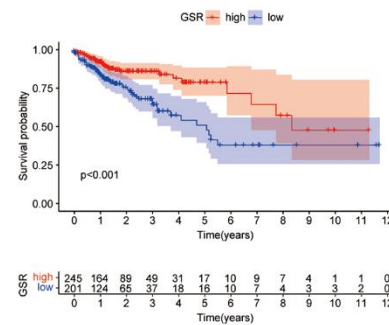 GSR high low
1.00
0.75
0.50
0.25
0.00
Survival probability
p<0.001
0 1 2 3 4 5 6 7 8 9 10 11 12
Time(years)
GSR
high 245 164 89 49 31 17 10 9 7 4 1 1 0
low 201 124 65 37 18 16 10 7 4 3 3 2 0
0 1 2 3 4 5 6 7 8 9 10 11 12
Time(years)